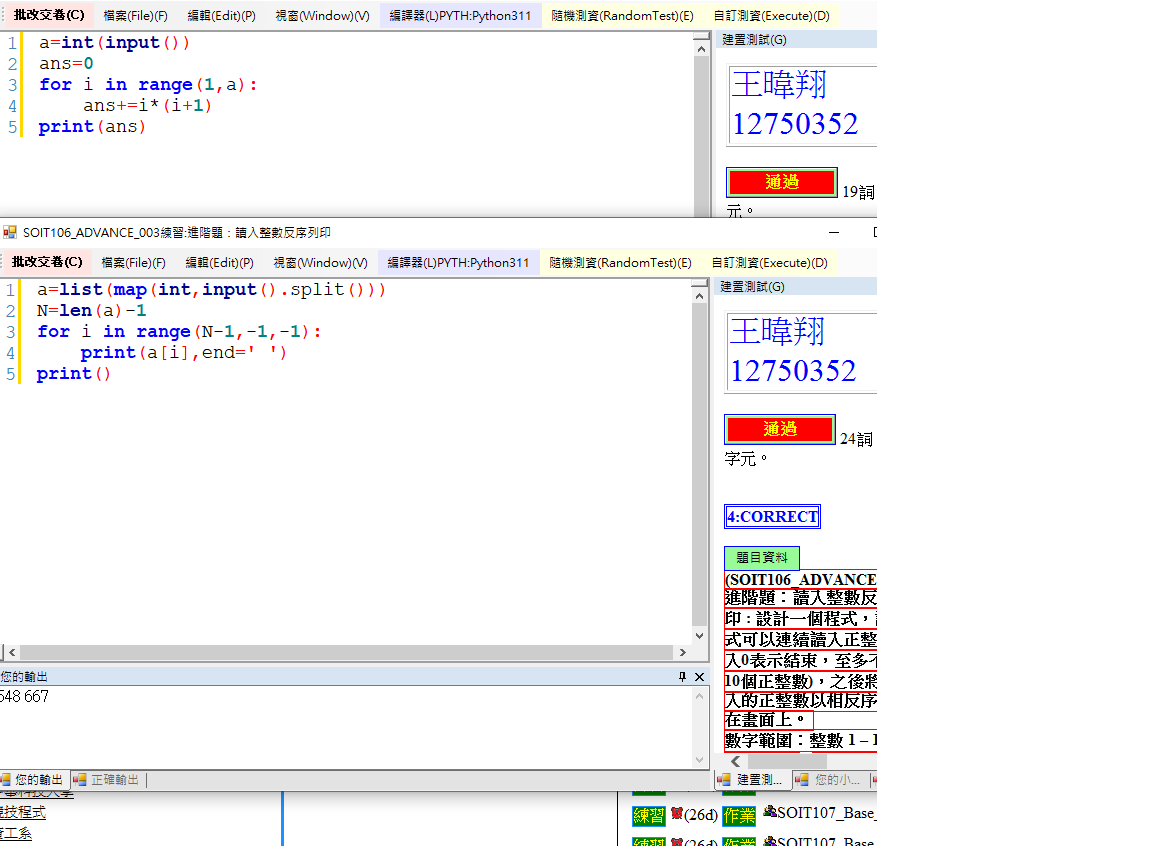 批改交卷(C) 檔案(File)(F) 編輯(Edit)(P) 視窗(Window)(V) 編譯器(L)PYTH:Python311 隨機測資(RandomTest)(E) 自訂測資(Execute)(D)
1 a=int(input())
2 ans=0
3 for i in range(1,a):
4     ans+=i*(i+1)
5 print(ans)
建置測試(G)
王暐翔
12750352
通過 19詞
元。
SOIT106_ADVANCE_003練習:進階題：讀入整數反序列印
批改交卷(C) 檔案(File)(F) 編輯(Edit)(P) 視窗(Window)(V) 編譯器(L)PYTH:Python311 隨機測資(RandomTest)(E) 自訂測資(Execute)(D)
1 a=list(map(int,input().split()))
2 N=len(a)-1
3 for i in range(N-1,-1,-1):
4     print(a[i],end=' ')
5 print()
建置測試(G)
王暐翔
12750352
通過 24詞
字元。
4:CORRECT
題目資料
(SOIT106_ADVANCE
進階題：讀入整數反
印：設計一個程式，
式可以連續讀入正整
入0表示結束，至多
10個正整數)，之後
入的正整數以相反序
在畫面上。
數字範圍：整數 1 –
您的輸出
548 667
您的輸出 正確輸出
建置測... 您的小...
競技程式
資工系
練習 (26d) 作業 SOIT107_Base_
練習 (26d) 作業 SOIT107_Base